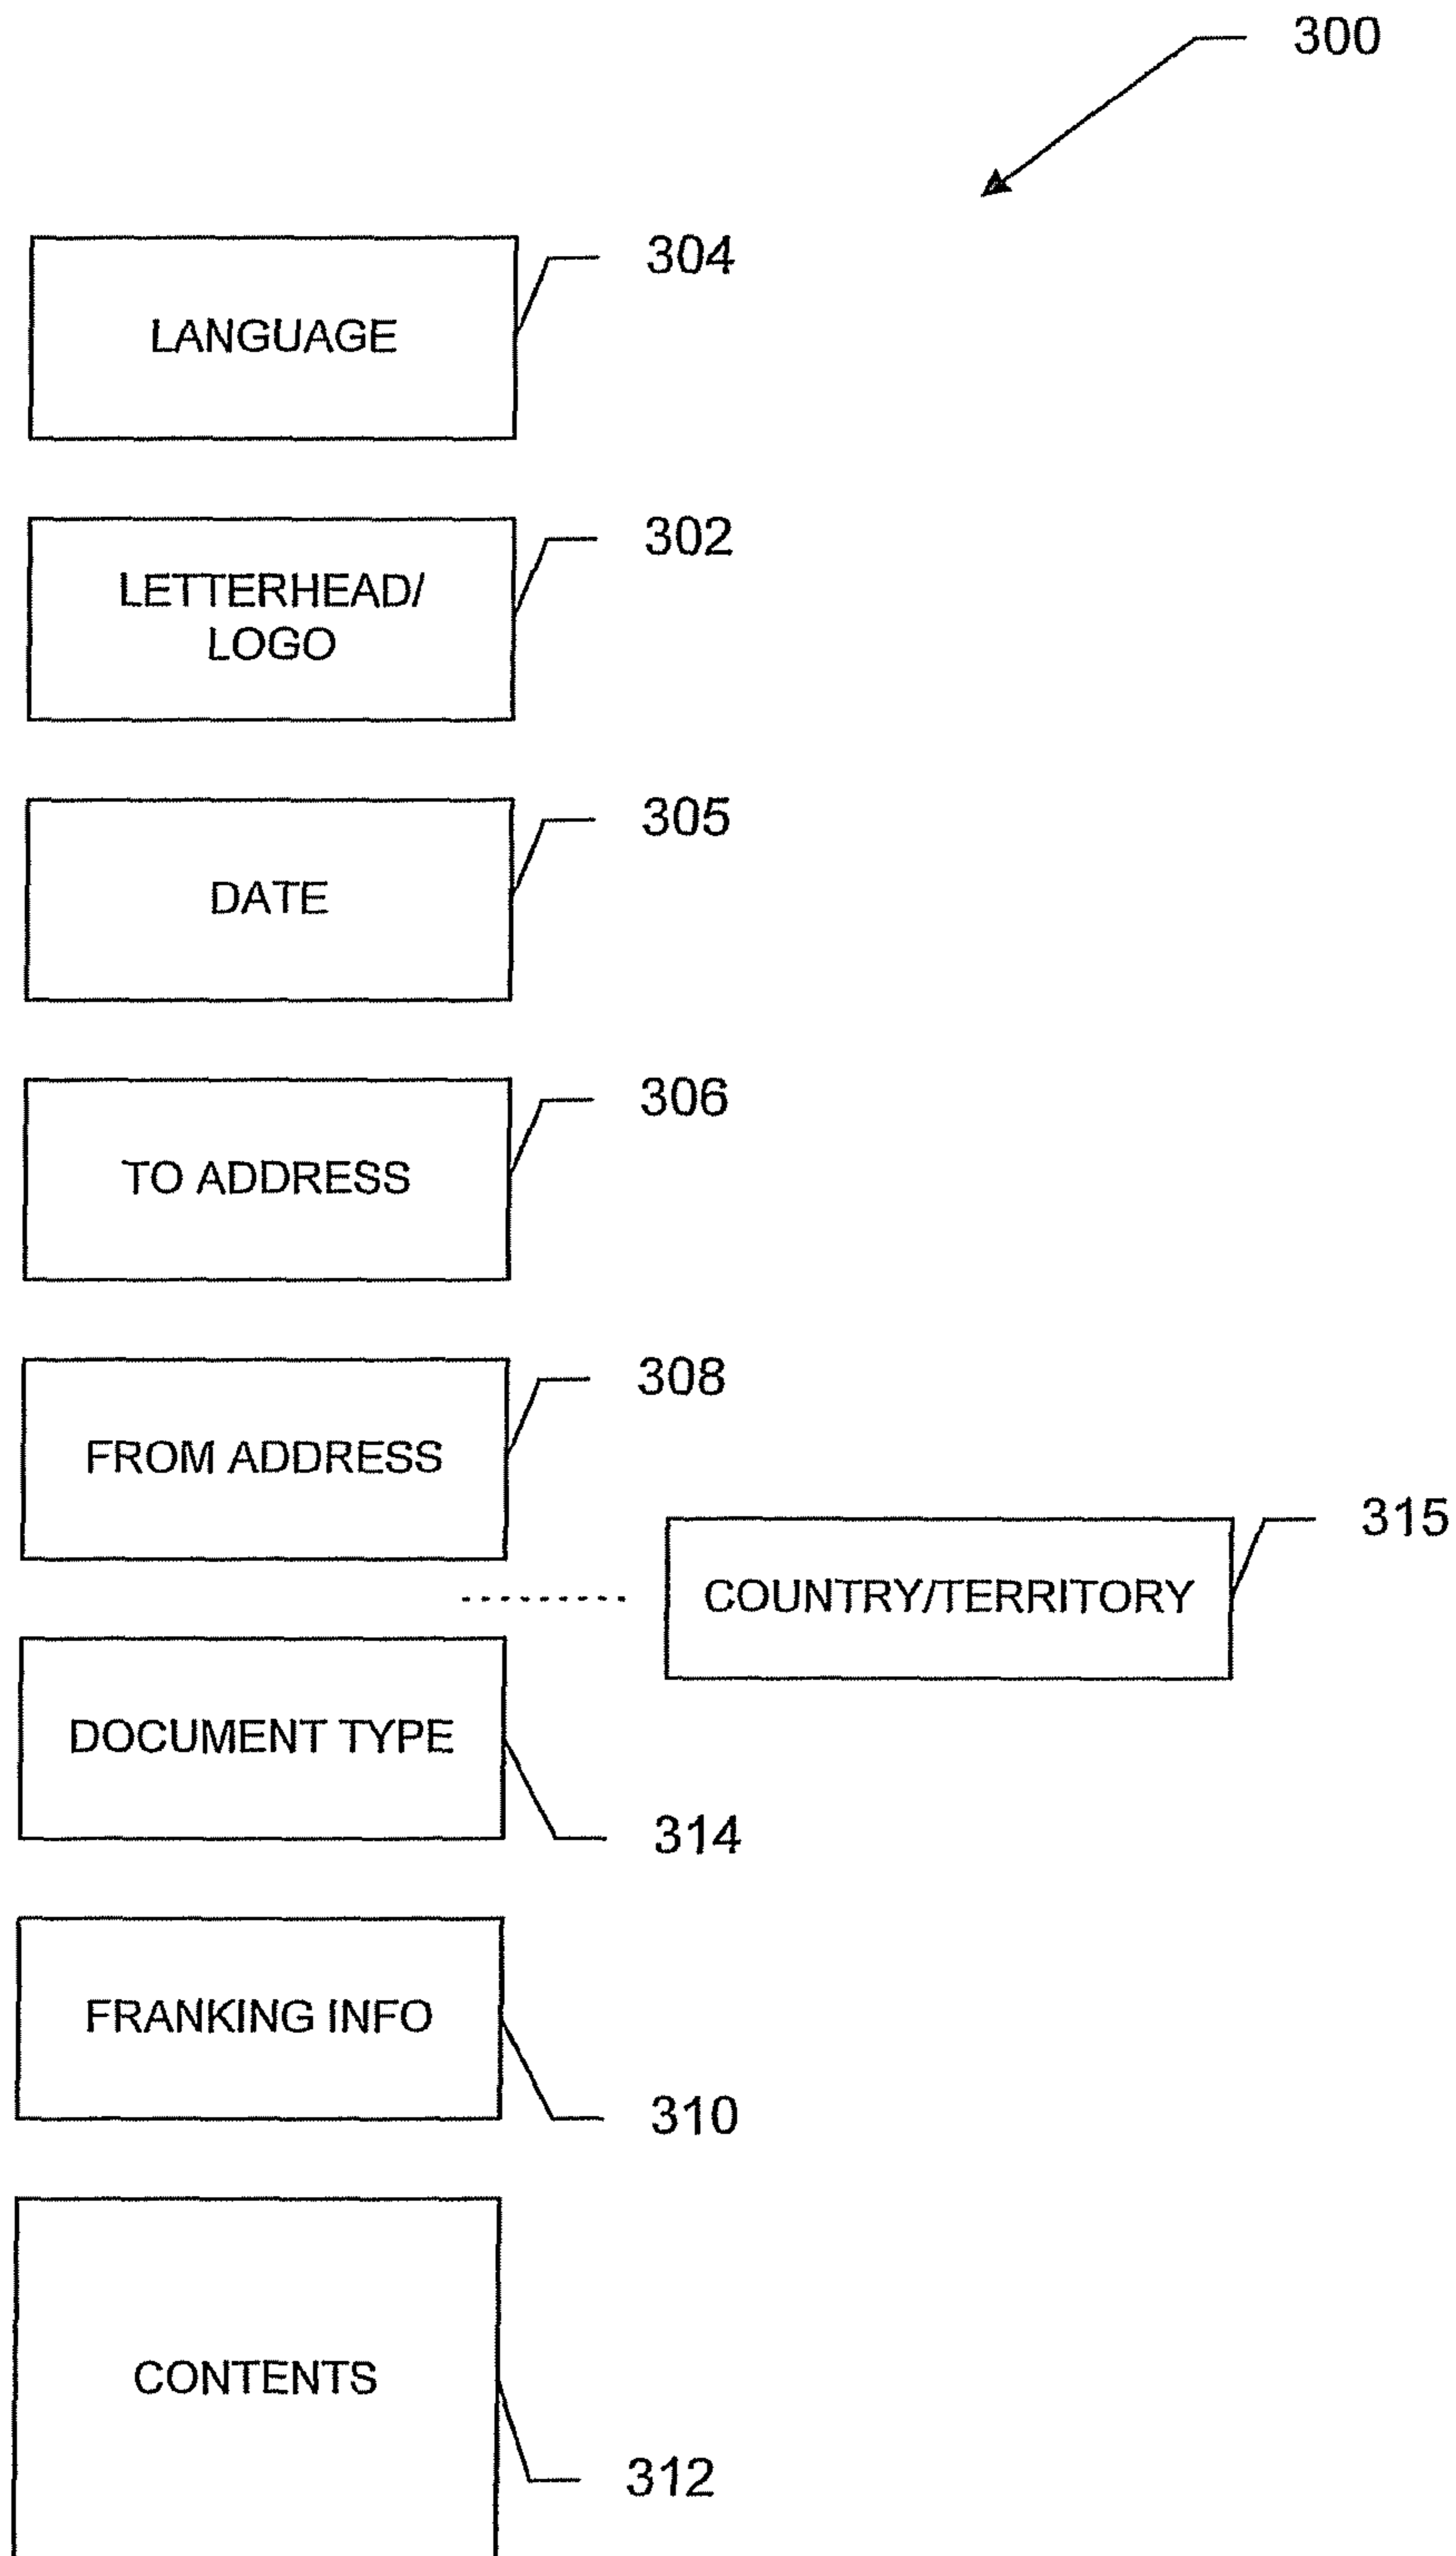 300
304
LANGUAGE
302
LETTERHEAD/
LOGO
305
DATE
306
TO ADDRESS
308
FROM ADDRESS
315
COUNTRY/TERRITORY
DOCUMENT TYPE
314
FRANKING INFO
310
CONTENTS
312